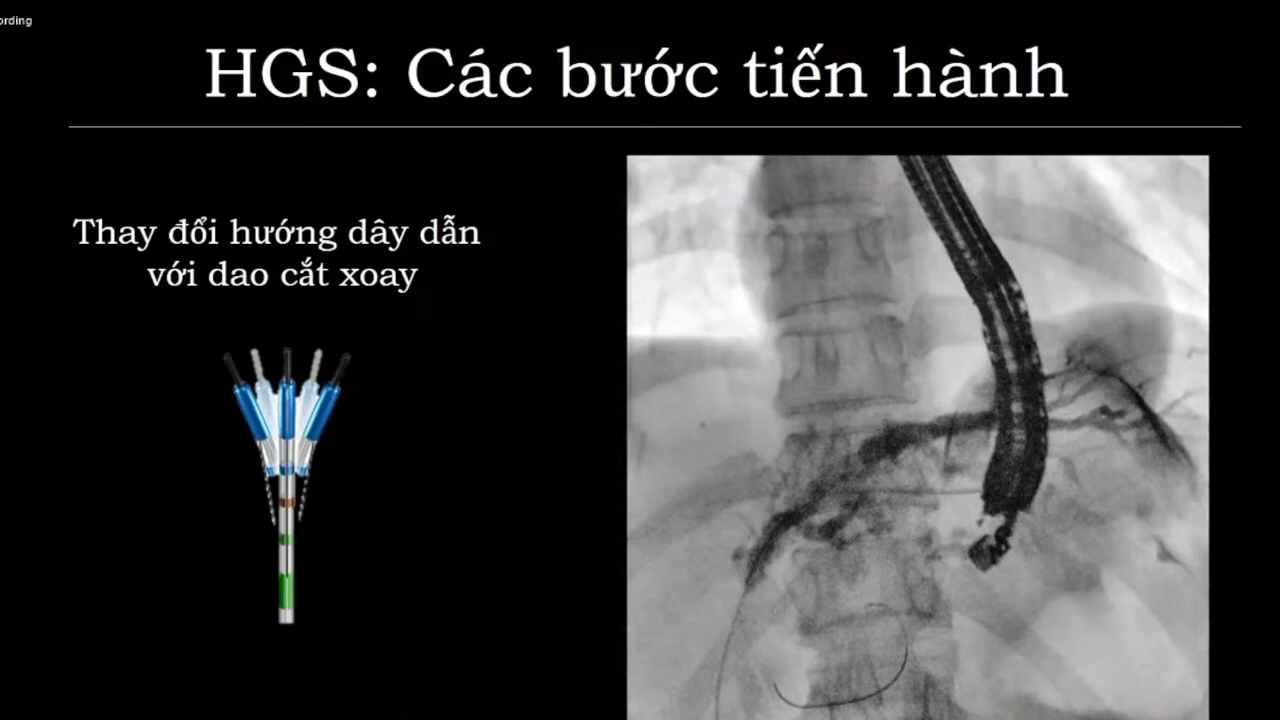 ording
HGS: Các bước tiến hành
Thay đổi hướng dây dẫn
với dao cắt xoay